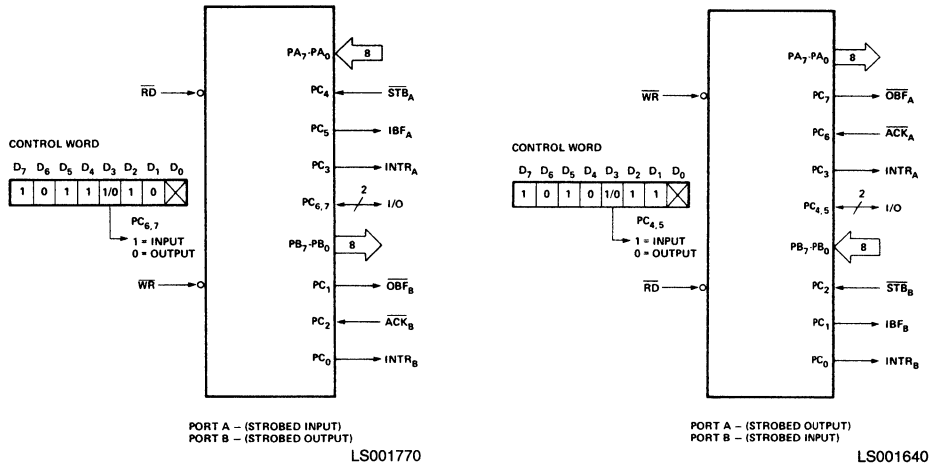 PA7-PA0
8
RD
PC4
STBA
PC5
IBFA
CONTROL WORD
D7 D6 D5 D4 D3 D2 D1 D0
1 0 1 1 1/0 1 0
PC3
INTRA
PC6,7
2
I/O
PC6,7
1 = INPUT
0 = OUTPUT
PB7-PB0
8
WR
PC1
OBFB
PC2
ACKB
PC0
INTRB
PORT A – (STROBED INPUT)
PORT B – (STROBED OUTPUT)
LS001770
PA7-PA0
8
WR
PC7
OBFA
PC6
ACKA
CONTROL WORD
D7 D6 D5 D4 D3 D2 D1 D0
1 0 1 0 1/0 1 1
PC3
INTRA
PC4,5
2
I/O
PC4,5
1 = INPUT
0 = OUTPUT
PB7-PB0
8
RD
PC2
STBB
PC1
IBFB
PC0
INTRB
PORT A – (STROBED OUTPUT)
PORT B – (STROBED INPUT)
LS001640